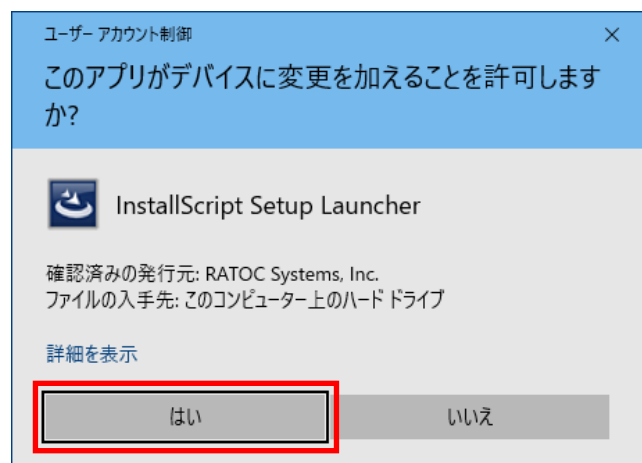 ユーザー アカウント制御
このアプリがデバイスに変更を加えることを許可します
か?
InstallScript Setup Launcher
確認済みの発行元: RATOC Systems, Inc.
ファイルの入手先: このコンピューター上のハード ドライブ
詳細を表示
はい
いいえ